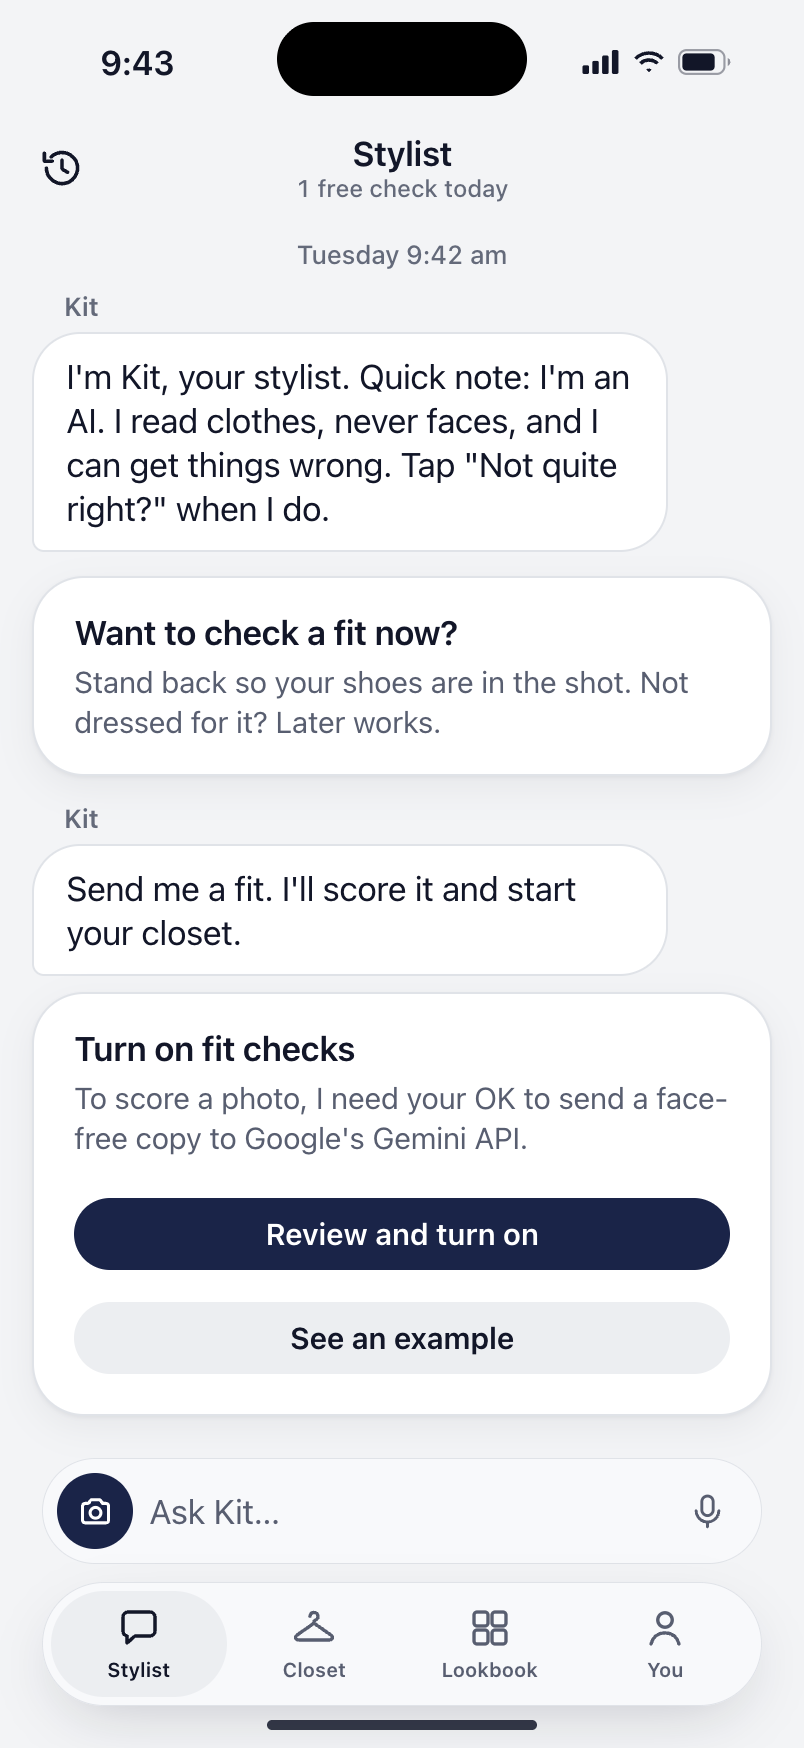 9:43
Stylist
1 free check today
Tuesday 9:42 am
Kit
I'm Kit, your stylist. Quick note: I'm an
AI. I read clothes, never faces, and I
can get things wrong. Tap "Not quite
right?" when I do.
Want to check a fit now?
Stand back so your shoes are in the shot. Not
dressed for it? Later works.
Kit
Send me a fit. I'll score it and start
your closet.
Turn on fit checks
To score a photo, I need your OK to send a face-
free copy to Google's Gemini API.
Review and turn on
See an example
Ask Kit...
Stylist
Closet
Lookbook
You